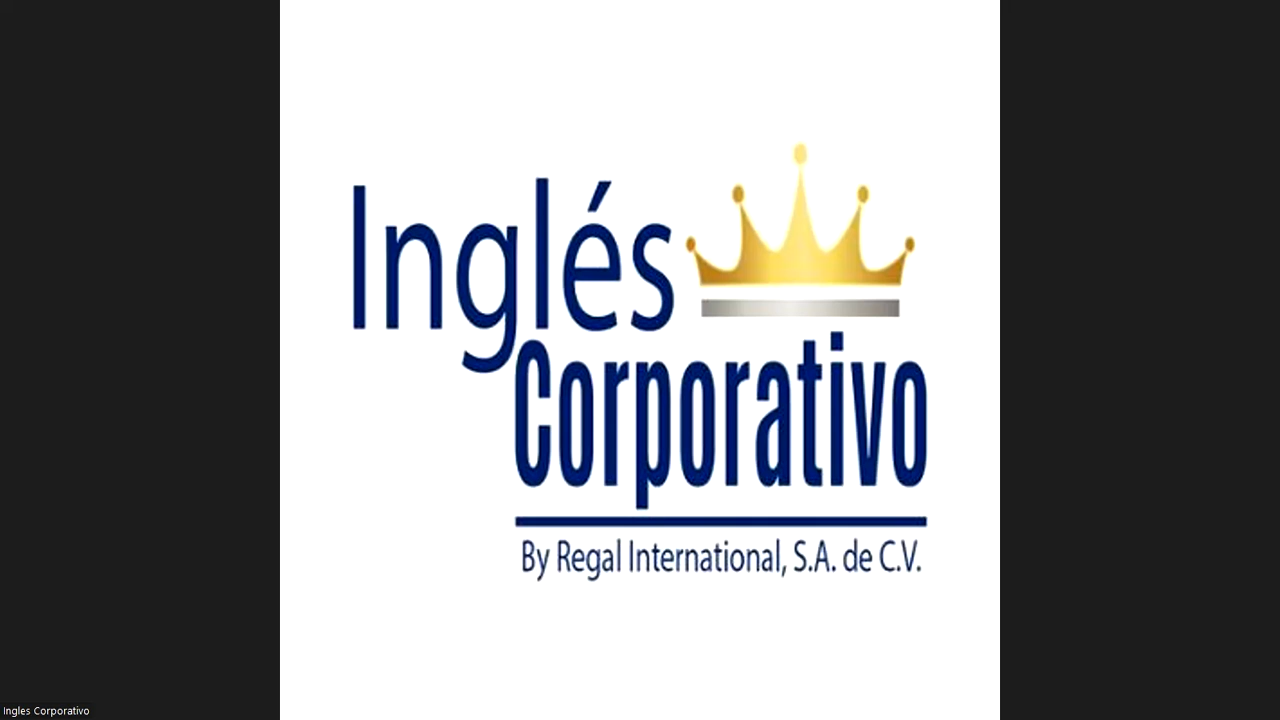 Inglés
Corporativo
By Regal International, S.A. de C.V.
Ingles Corporativo